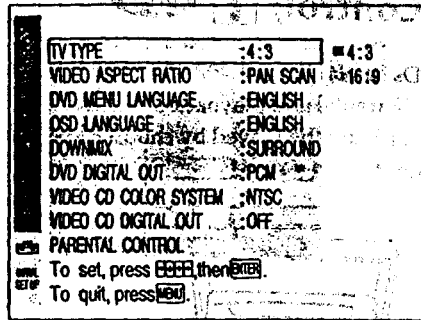 TV TYPE :4:3 4:3
VIDEO ASPECT RATIO :PAN SCAN 16:9
DVD MENU LANGUAGE :ENGLISH
OSD LANGUAGE :ENGLISH
DOWNMIX :SURROUND
DVD DIGITAL OUT :PCM
VIDEO CD COLOR SYSTEM :NTSC
VIDEO CD DIGITAL OUT :OFF
PARENTAL CONTROL
To set, press ,then ENTER.
To quit, press MENU.
SET UP